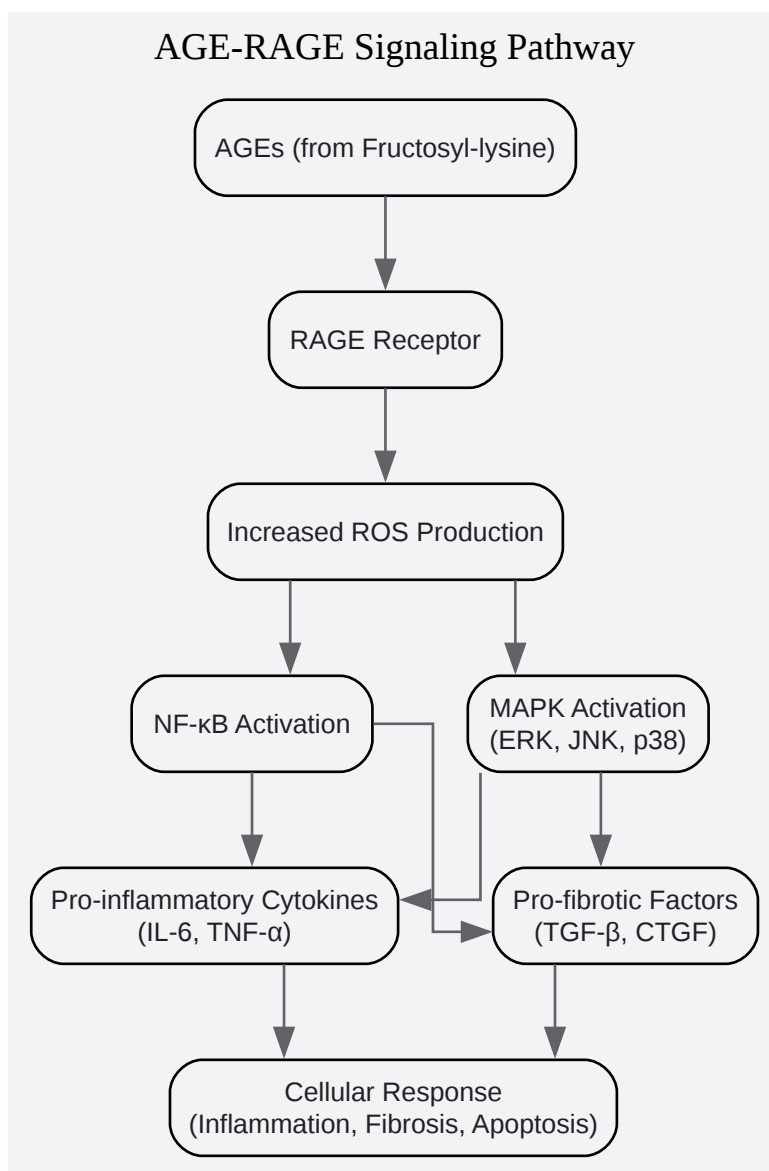 AGE-RAGE Signaling Pathway
AGEs (from Fructosyl-lysine)
RAGE Receptor
Increased ROS Production
NF-κB Activation
MAPK Activation
(ERK, JNK, p38)
Pro-inflammatory Cytokines
(IL-6, TNF-α)
Pro-fibrotic Factors
(TGF-β, CTGF)
Cellular Response
(Inflammation, Fibrosis, Apoptosis)